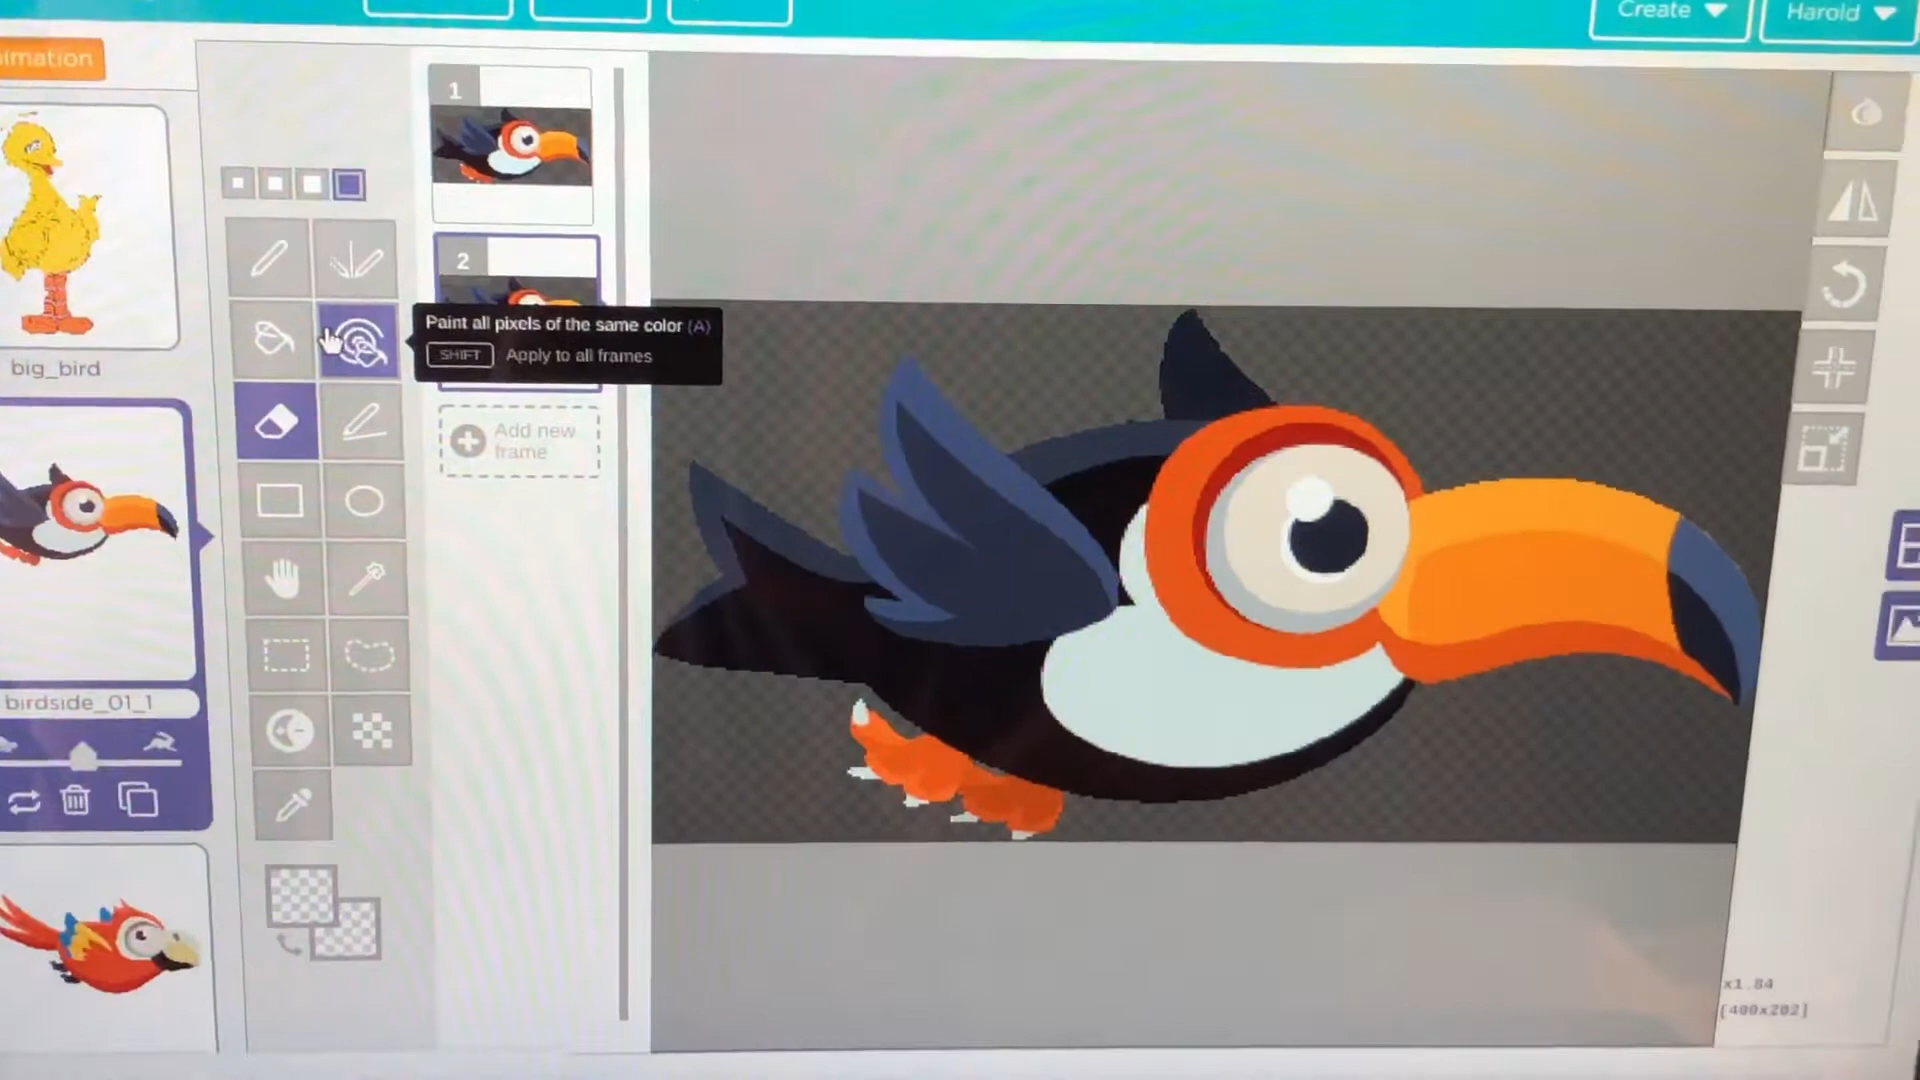 Create
Harold
imation
1
2
Paint all pixels of the same color (A)
SHIFT Apply to all frames
big_bird
Add new
frame
birdside_01_1
x1.84
[400x202]